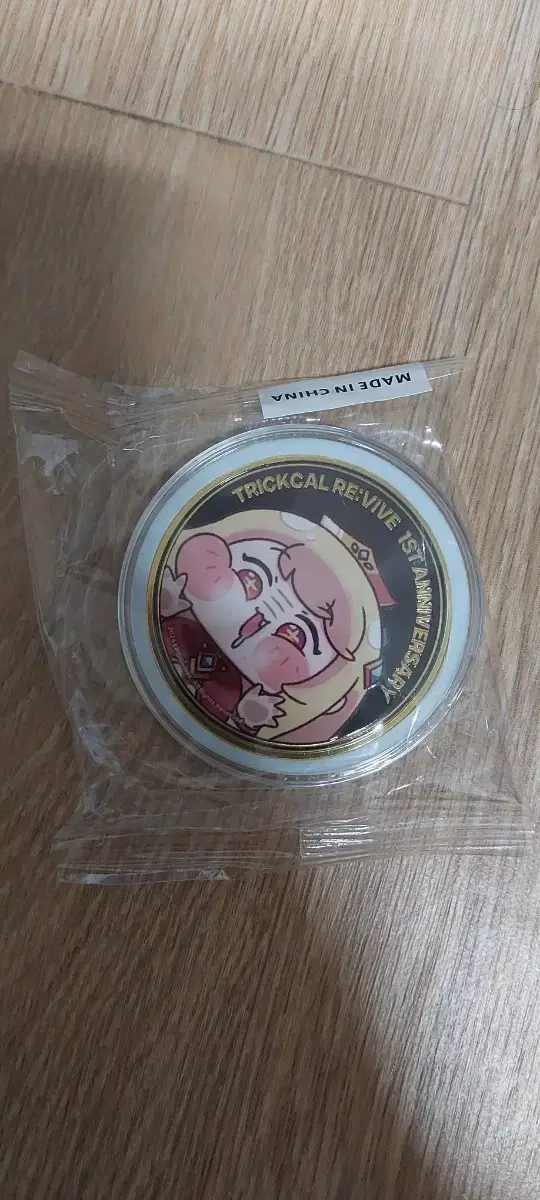 MADE IN CHINA
TRICKCAL RE:VIVE 1ST ANNIVERSARY